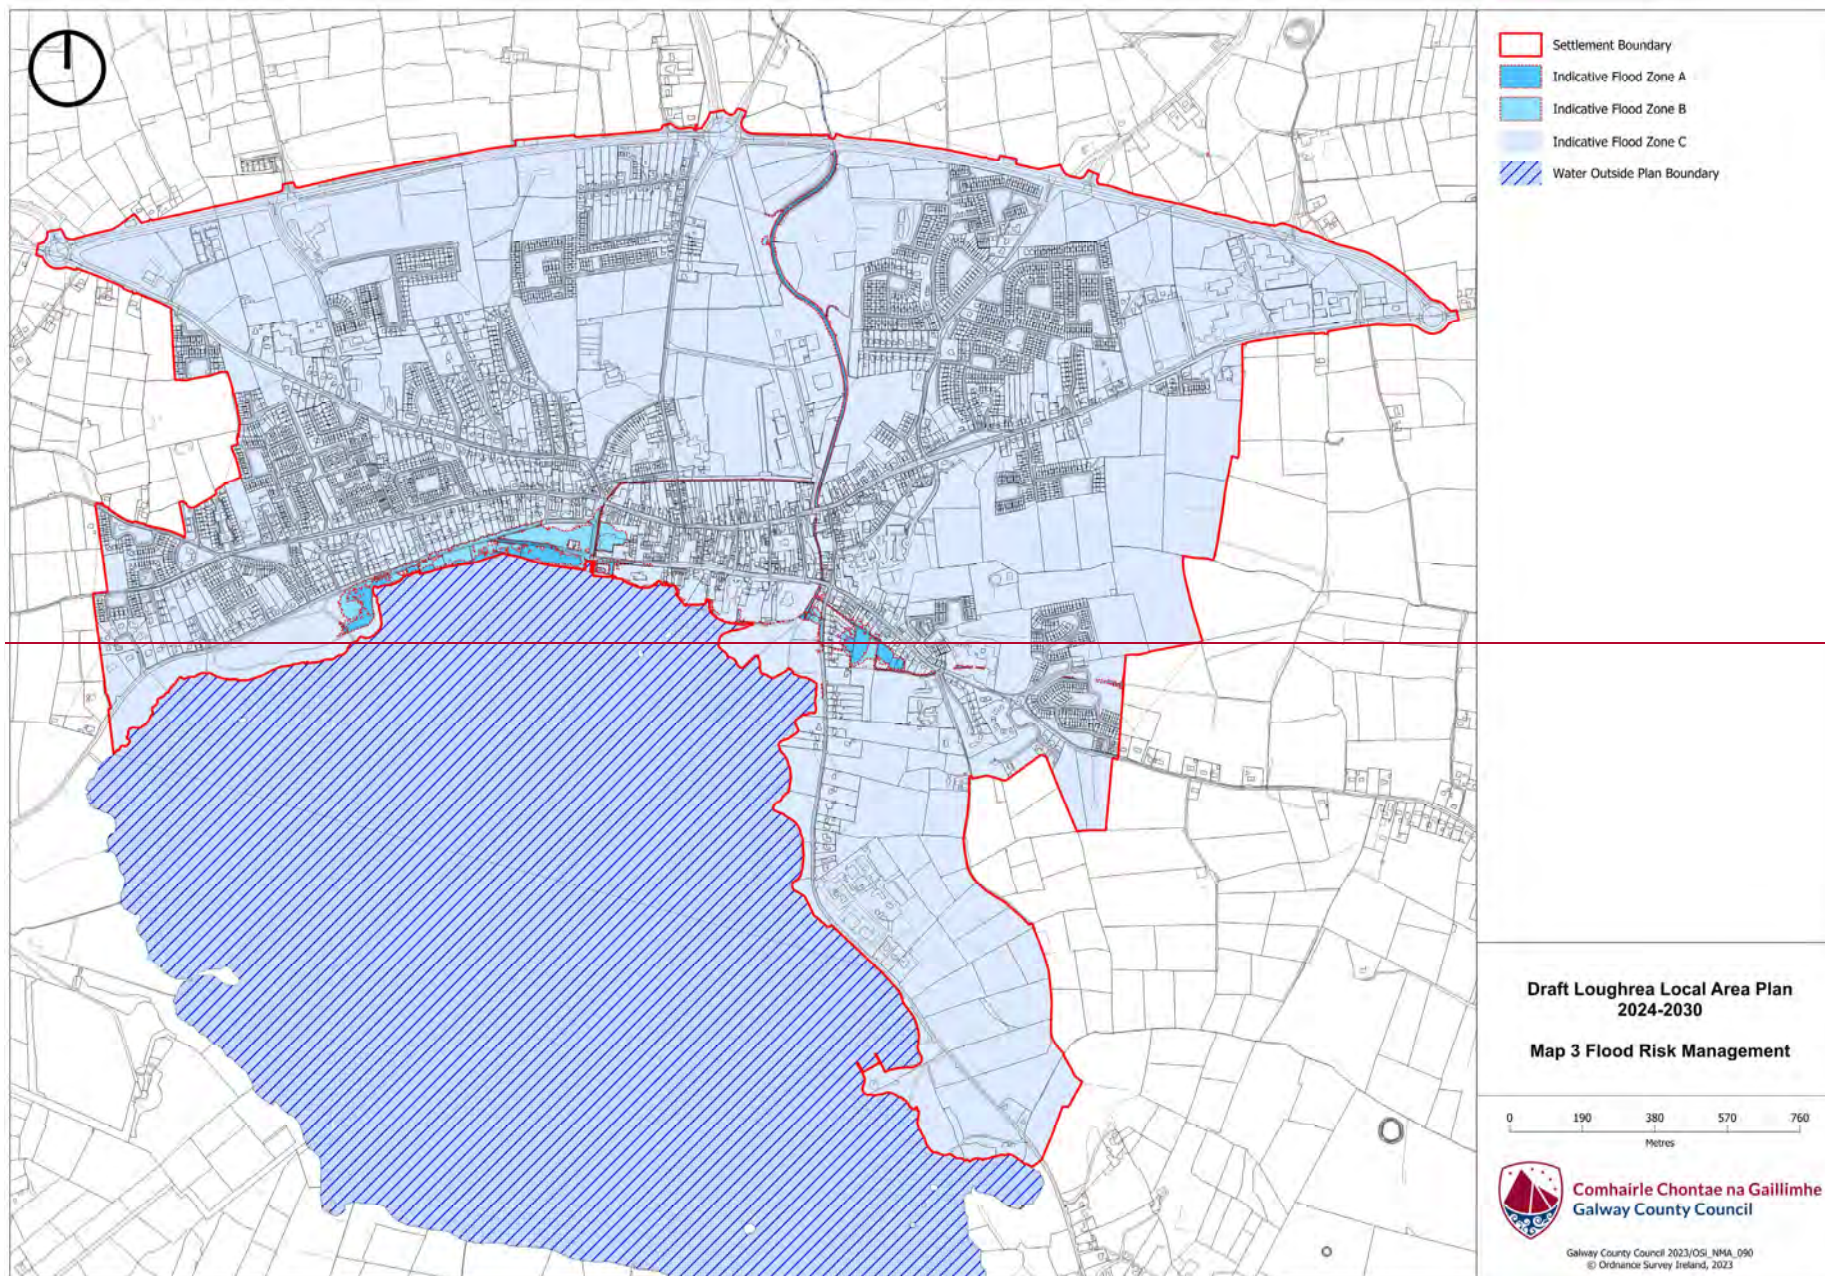 Settlement Boundary
Indicative Flood Zone A
Indicative Flood Zone B
Indicative Flood Zone C
Water Outside Plan Boundary
Draft Loughrea Local Area Plan
2024-2030
Map 3 Flood Risk Management
0 190 380 570 760
Metres
Comhairle Chontae na Gaillimhe
Galway County Council
Galway County Council 2023/OSI_NMA_090
© Ordnance Survey Ireland, 2023